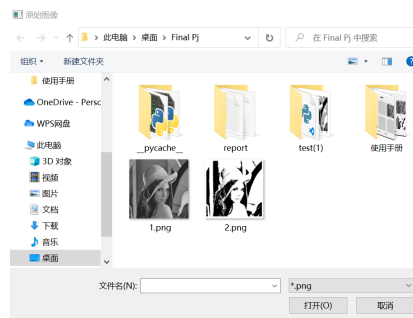 原始图像
此电脑 › 桌面 › Final Pj
在 Final Pj 中搜索
组织
新建文件夹
使用手册
OneDrive - Persc
WPS网盘
此电脑
3D 对象
视频
图片
文档
下载
音乐
桌面
__pycache__
report
test(1)
使用手册
1.png
2.png
文件名(N):
*.png
打开(O)
取消